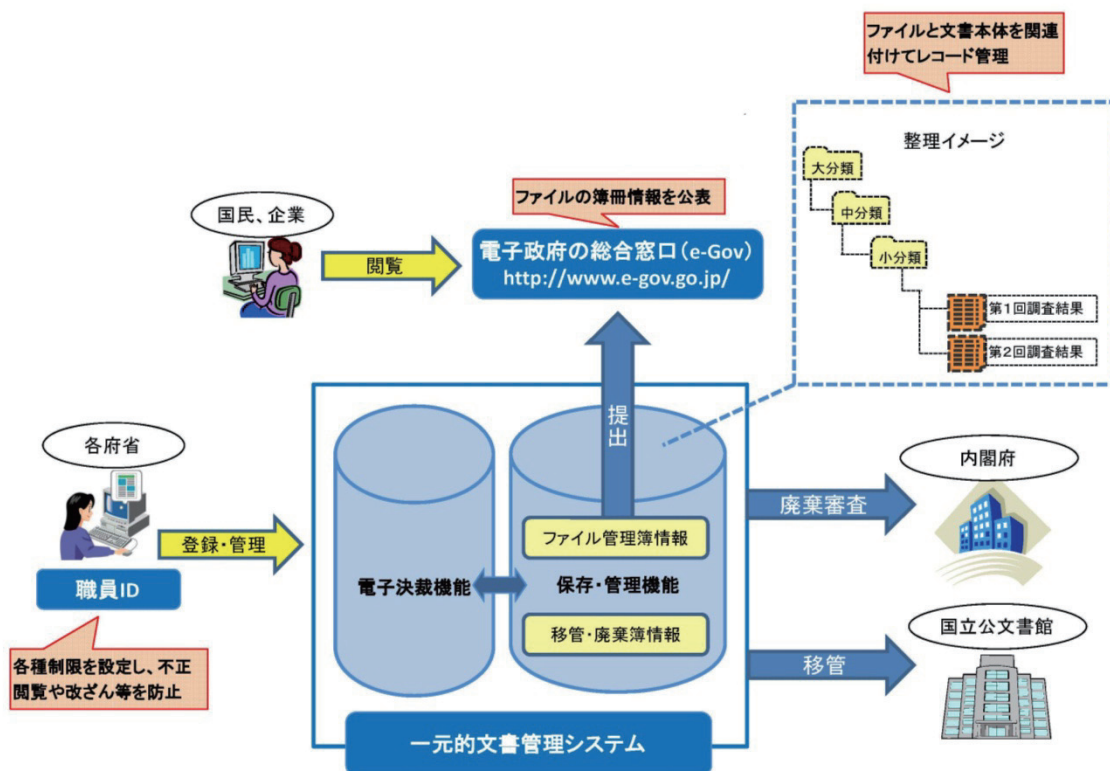 ファイルと文書本体を関連
付けてレコード管理
整理イメージ
大分類
中分類
小分類
第1回調査結果
第2回調査結果
国民、企業
閲覧
ファイルの簿冊情報を公表
電子政府の総合窓口(e-Gov)
http://www.e-gov.go.jp/
提出
各府省
登録・管理
職員ID
各種制限を設定し、不正
閲覧や改ざん等を防止
電子決裁機能
ファイル管理簿情報
保存・管理機能
移管・廃棄簿情報
一元的文書管理システム
廃棄審査
内閣府
移管
国立公文書館